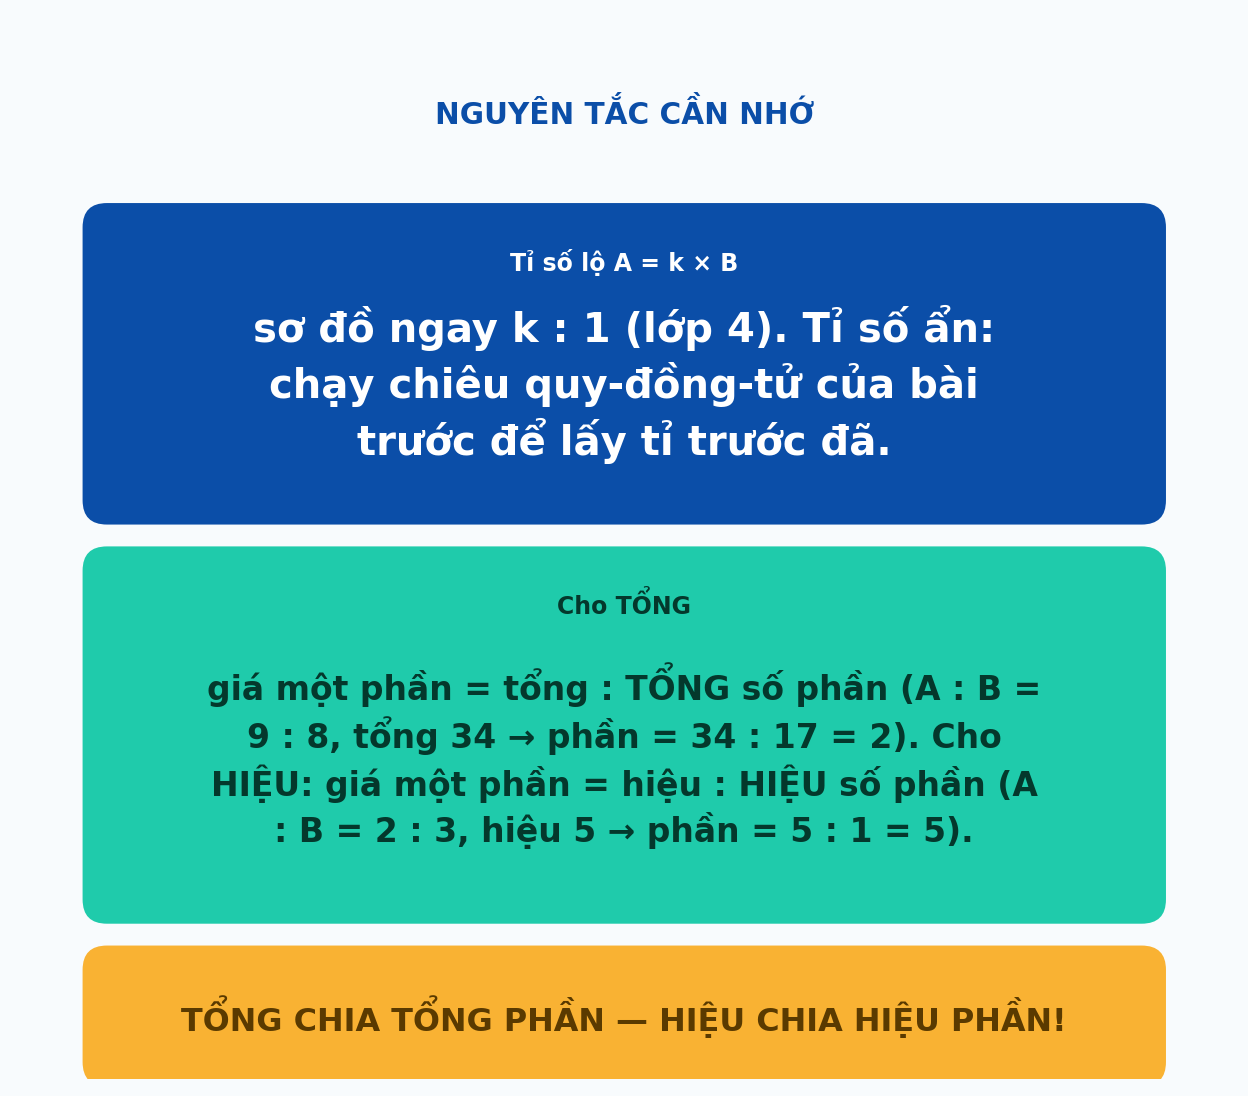 NGUYÊN TẮC CẦN NHỚ
Tỉ số lộ A = k × B
sơ đồ ngay k : 1 (lớp 4). Tỉ số ẩn:
chạy chiêu quy-đồng-tử của bài
trước để lấy tỉ trước đã.
Cho TỔNG
giá một phần = tổng : TỔNG số phần (A : B =
9 : 8, tổng 34 → phần = 34 : 17 = 2). Cho
HIỆU: giá một phần = hiệu : HIỆU số phần (A
: B = 2 : 3, hiệu 5 → phần = 5 : 1 = 5).
TỔNG CHIA TỔNG PHẦN — HIỆU CHIA HIỆU PHẦN!